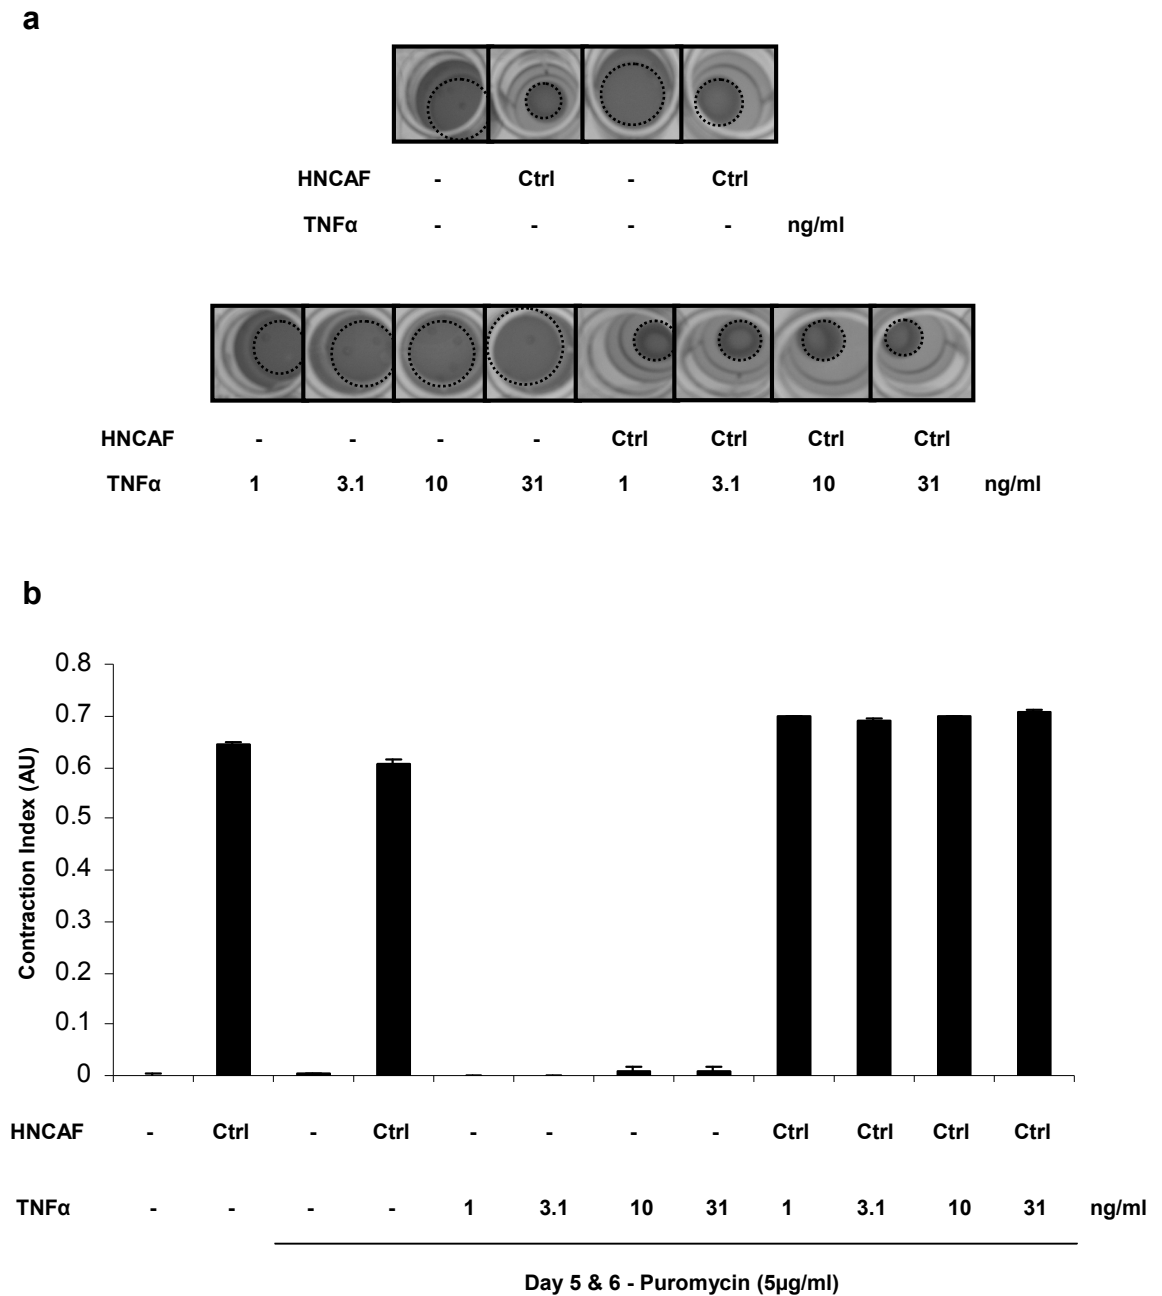 a
HNCAF - Ctrl - Ctrl
TNFα - - - - ng/ml
HNCAF - - - - Ctrl Ctrl Ctrl Ctrl
TNFα 1 3.1 10 31 1 3.1 10 31 ng/ml
b
Contraction Index (AU)
0.8
0.7
0.6
0.5
0.4
0.3
0.2
0.1
0
HNCAF - Ctrl - Ctrl - - - - Ctrl Ctrl Ctrl Ctrl
TNFα - - - - 1 3.1 10 31 1 3.1 10 31 ng/ml
Day 5 & 6 - Puromycin (5µg/ml)